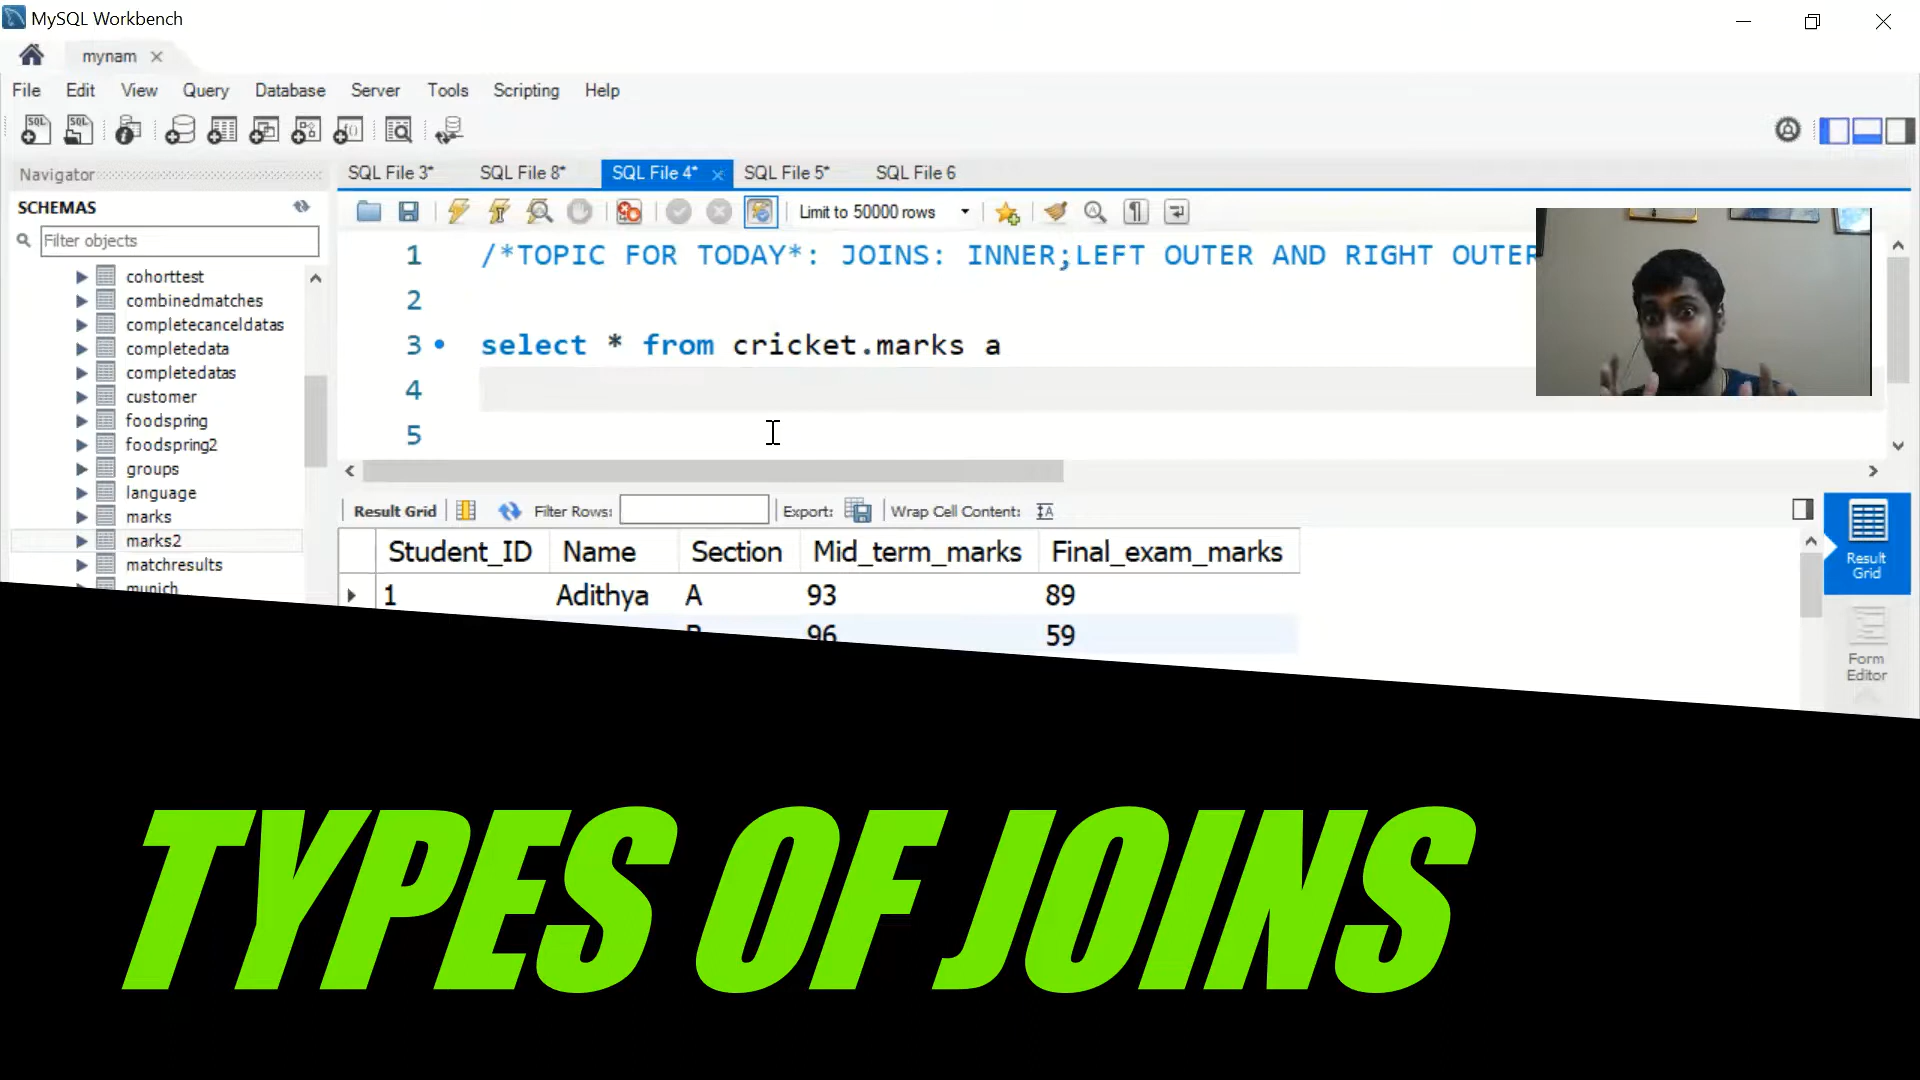 MySQL Workbench
mynam
File Edit View Query Database Server Tools Scripting Help
Navigator
SCHEMAS
Filter objects
cohorttest
combinedmatches
completecanceldatas
completedata
completedatas
customer
foodspring
foodspring2
groups
language
marks
marks2
matchresults
munich
SQL File 3* SQL File 8* SQL File 4* SQL File 5* SQL File 6
Limit to 50000 rows
1 /*TOPIC FOR TODAY*: JOINS: INNER;LEFT OUTER AND RIGHT OUTER
2
3 select * from cricket.marks a
4
5
Result Grid Filter Rows: Export: Wrap Cell Content:
Student_ID Name Section Mid_term_marks Final_exam_marks
1 Adithya A 93 89
96 59
Result
Grid
Form
Editor
TYPES OF JOINS